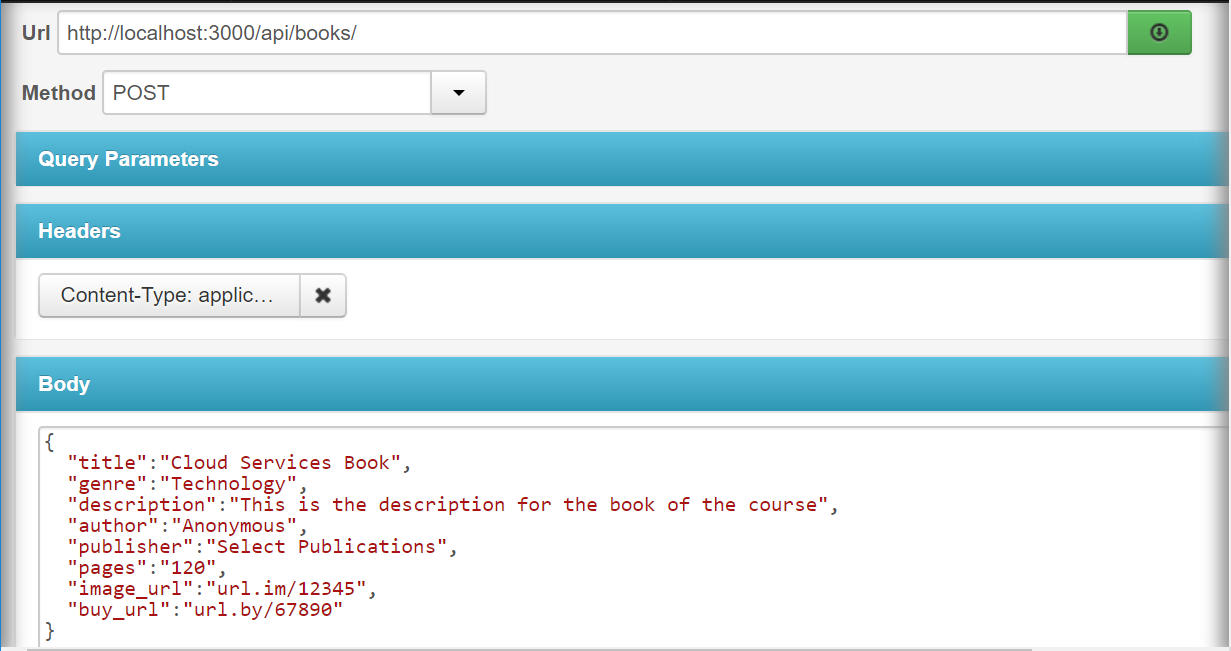 Url http://localhost:3000/api/books/
Method POST
Query Parameters
Headers
Content-Type: applic...
Body
{
"title":"Cloud Services Book",
"genre":"Technology",
"description":"This is the description for the book of the course",
"author":"Anonymous",
"publisher":"Select Publications",
"pages":"120",
"image_url":"url.im/12345",
"buy_url":"url.by/67890"
}